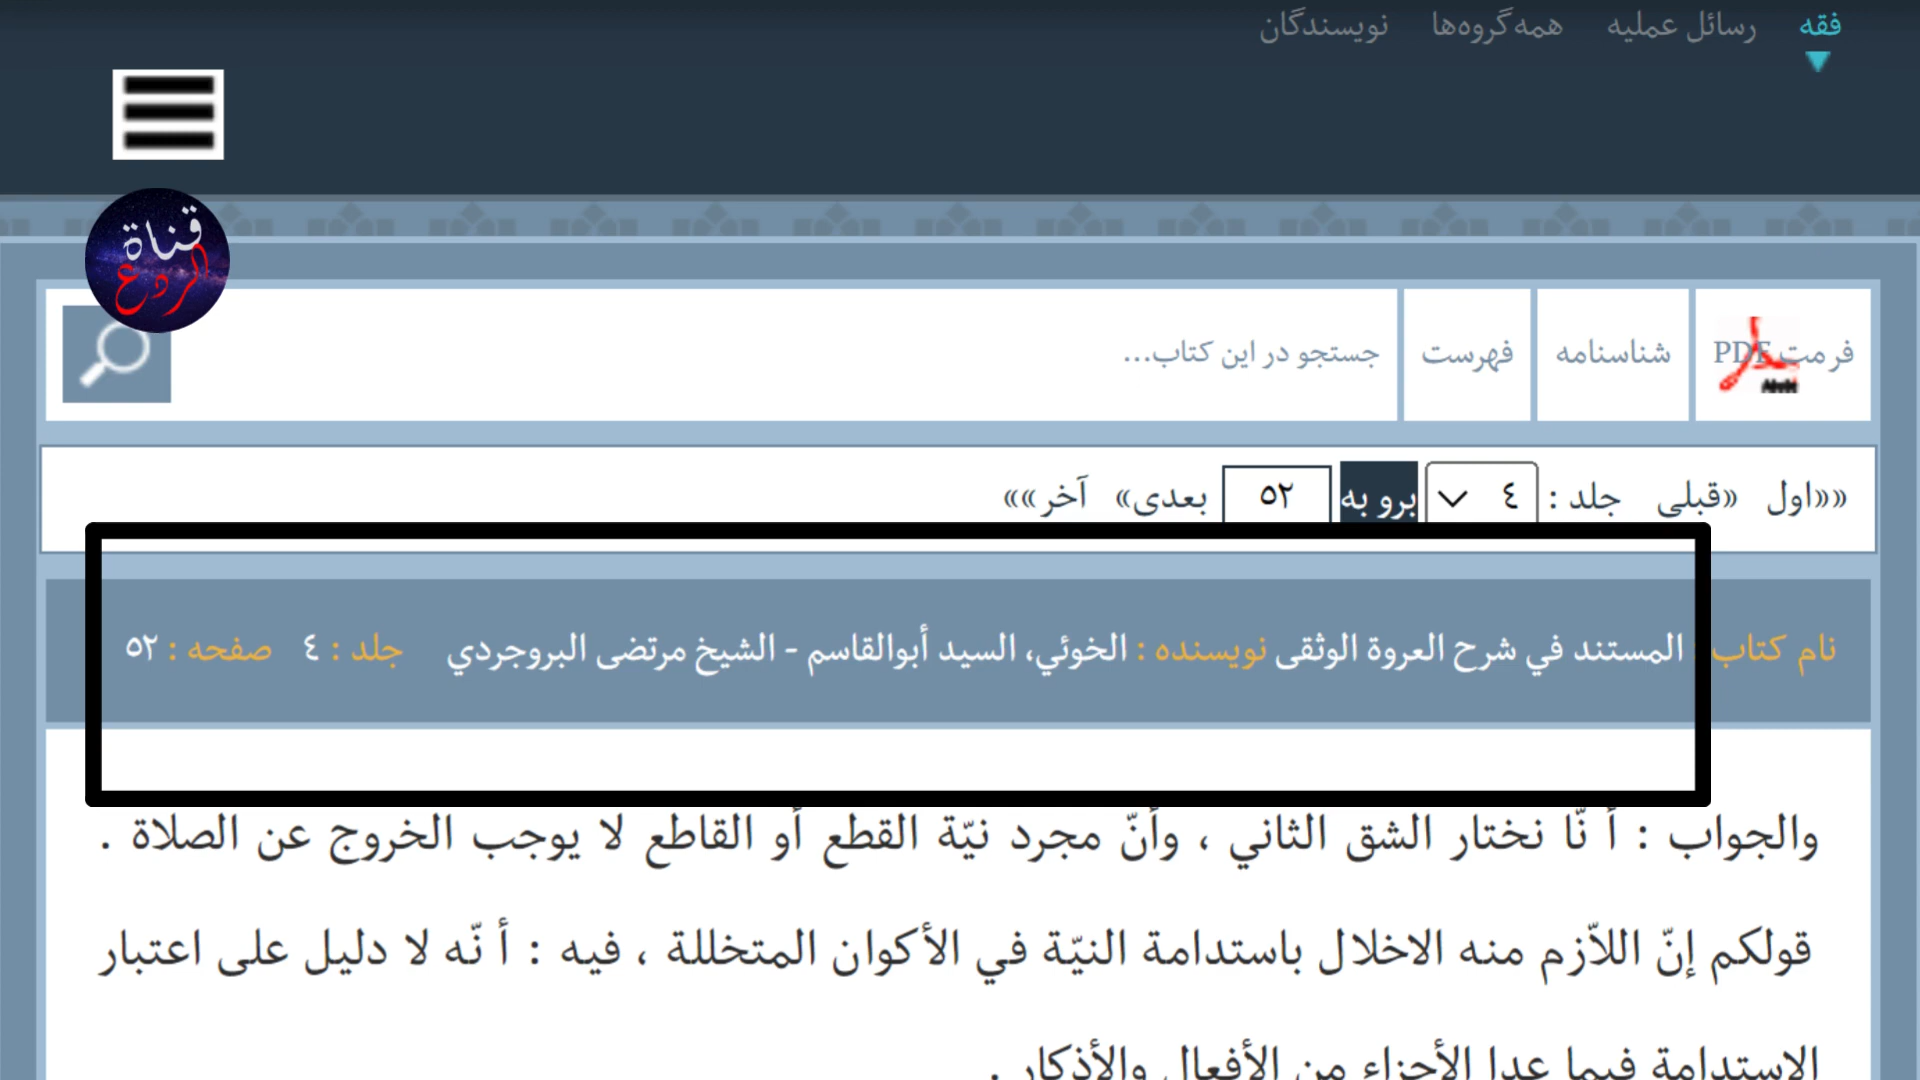 فقه رسائل عملیه همه‌گروه‌ها نویسندگان
قناة
الردع
فرمت PDF شناسنامه فهرست جستجو در این کتاب...
««اول «قبلی جلد : ٤ برو به ٥٢ بعدی» آخر»»
نام کتاب : المستند في شرح العروة الوثقى نویسنده : الخوئي، السيد أبوالقاسم - الشيخ مرتضى البروجردي جلد : ٤ صفحه : ٥٢
والجواب : أ نّا نختار الشق الثاني ، وأنّ مجرد نيّة القطع أو القاطع لا يوجب الخروج عن الصلاة .
قولكم إنّ اللاّزم منه الاخلال باستدامة النيّة في الأكوان المتخللة ، فيه : أ نّه لا دليل على اعتبار
الاستدامة فيما عدا الأجزاء من الأفعال والأذكار .